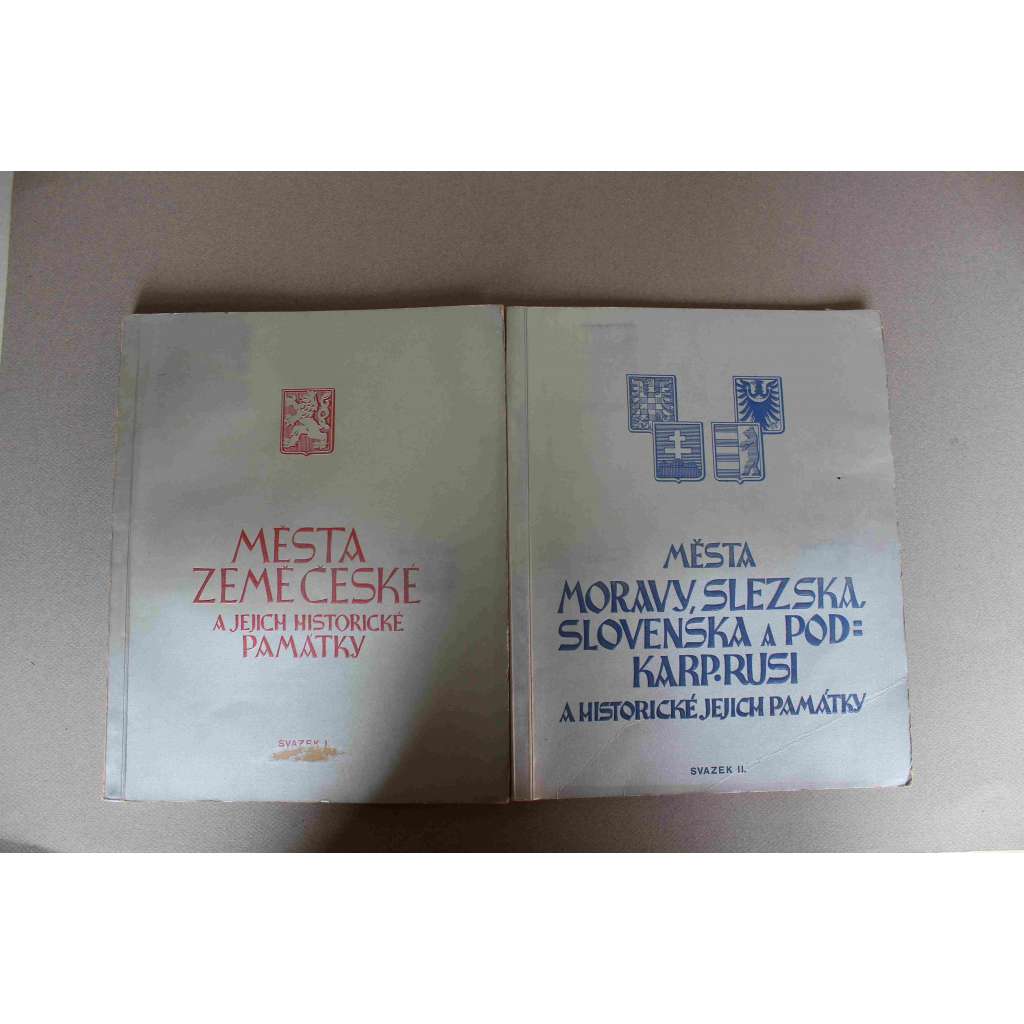 MĚSTA
ZEMĚ ČESKÉ
A JEJICH HISTORICKÉ
PAMÁTKY
SVAZEK I.
MĚSTA
MORAVY, SLEZSKA,
SLOVENSKA A POD=
KARP. RUSI
A HISTORICKÉ JEJICH PAMÁTKY
SVAZEK II.